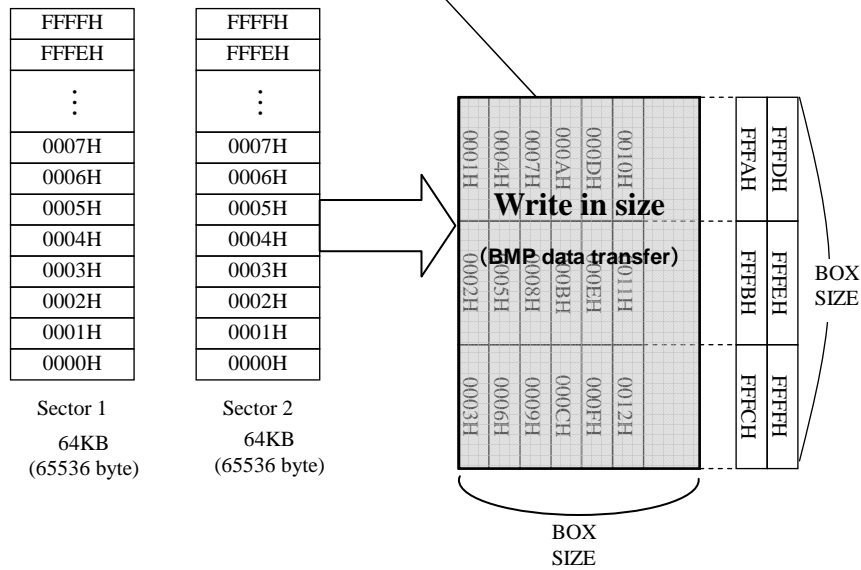 FFFFH
FFFEH
⋮
0007H
0006H
0005H
0004H
0003H
0002H
0001H
0000H
Sector 1
64KB
(65536 byte)
FFFFH
FFFEH
⋮
0007H
0006H
0005H
0004H
0003H
0002H
0001H
0000H
Sector 2
64KB
(65536 byte)
0001H
0004H
0007H
000AH
000DH
0010H
Write in size
(BMP data transfer)
0002H
0005H
0008H
000BH
000EH
0011H
0003H
0006H
0009H
000CH
000FH
0012H
FFFAH
FFFDH
FFFBH
FFFEH
FFFCH
FFFFH
BOX
SIZE
BOX
SIZE